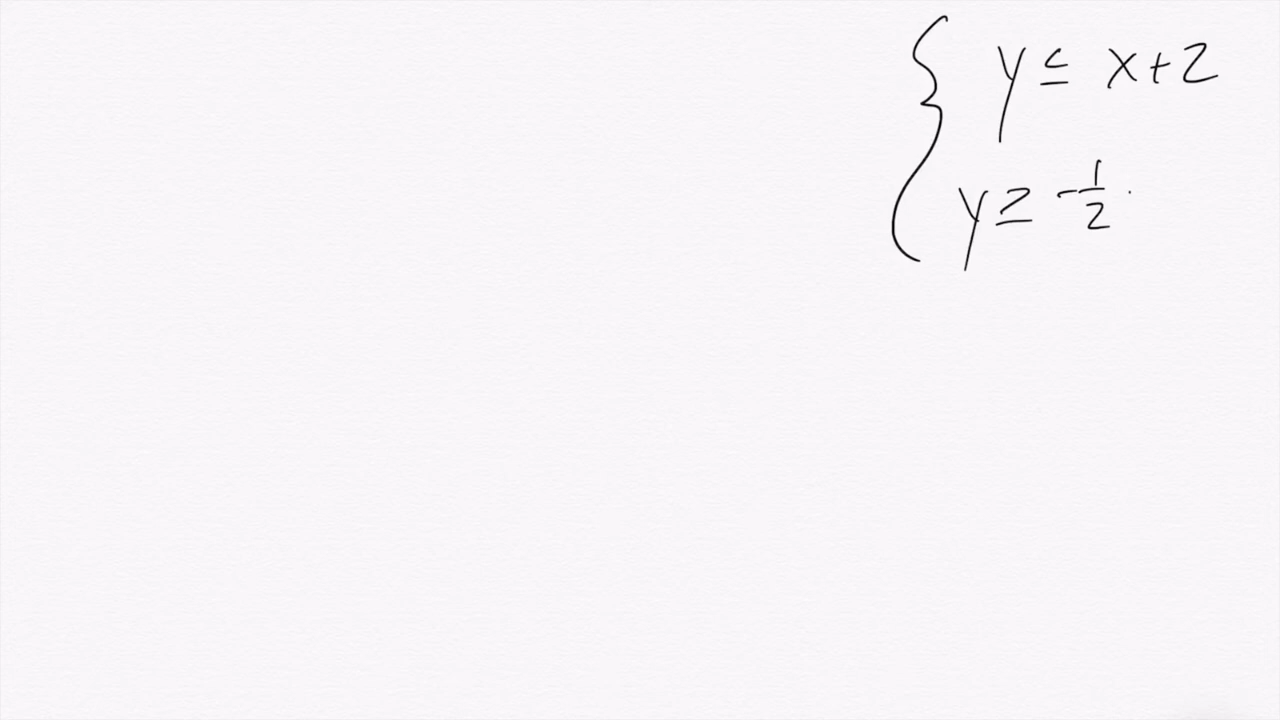 y ≤ x+2
y ≥ -1/2